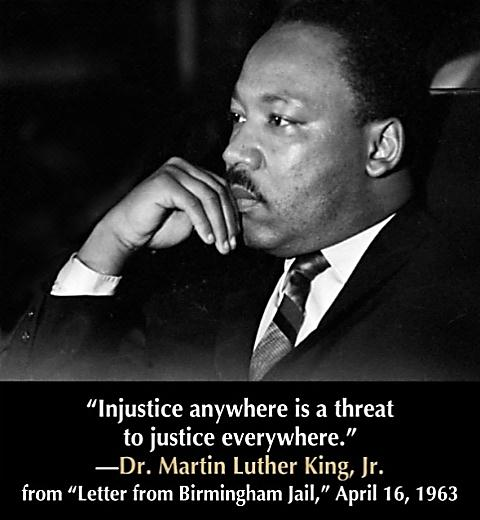 “Injustice anywhere is a threat
to justice everywhere.”
—Dr. Martin Luther King, Jr.
from “Letter from Birmingham Jail,” April 16, 1963